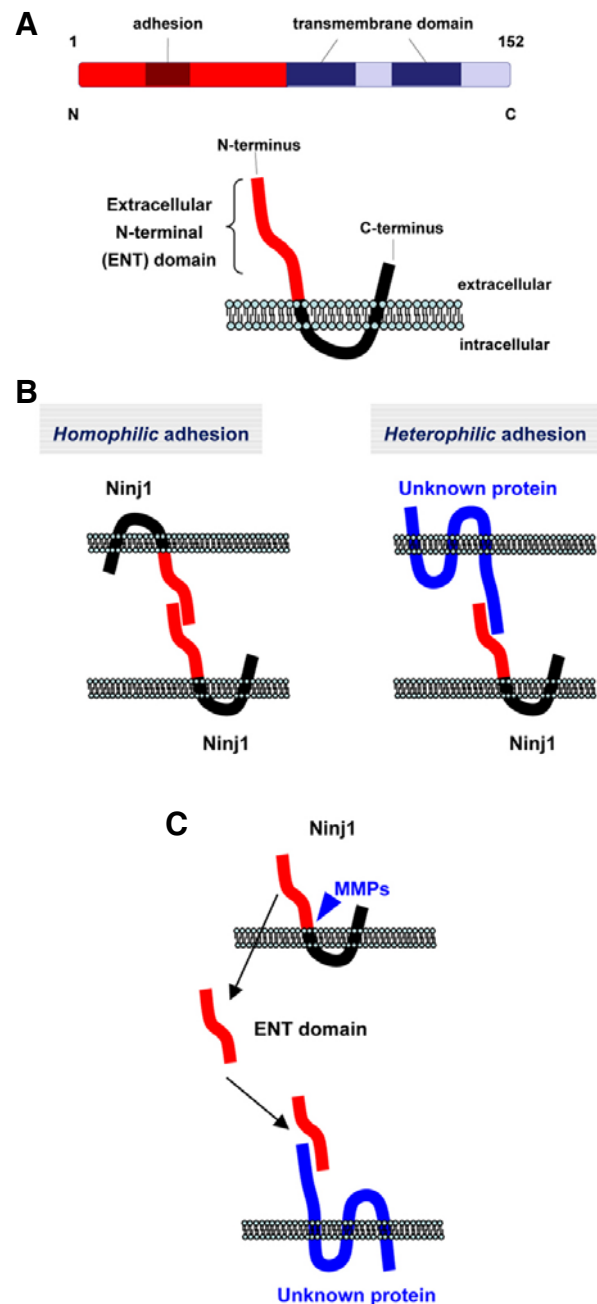 A
adhesion transmembrane domain
1 152
N C
N-terminus
Extracellular
N-terminal
(ENT) domain
C-terminus
extracellular
intracellular
B
Homophilic adhesion Heterophilic adhesion
Ninj1 Unknown protein
Ninj1 Ninj1
C
Ninj1
MMPs
ENT domain
Unknown protein